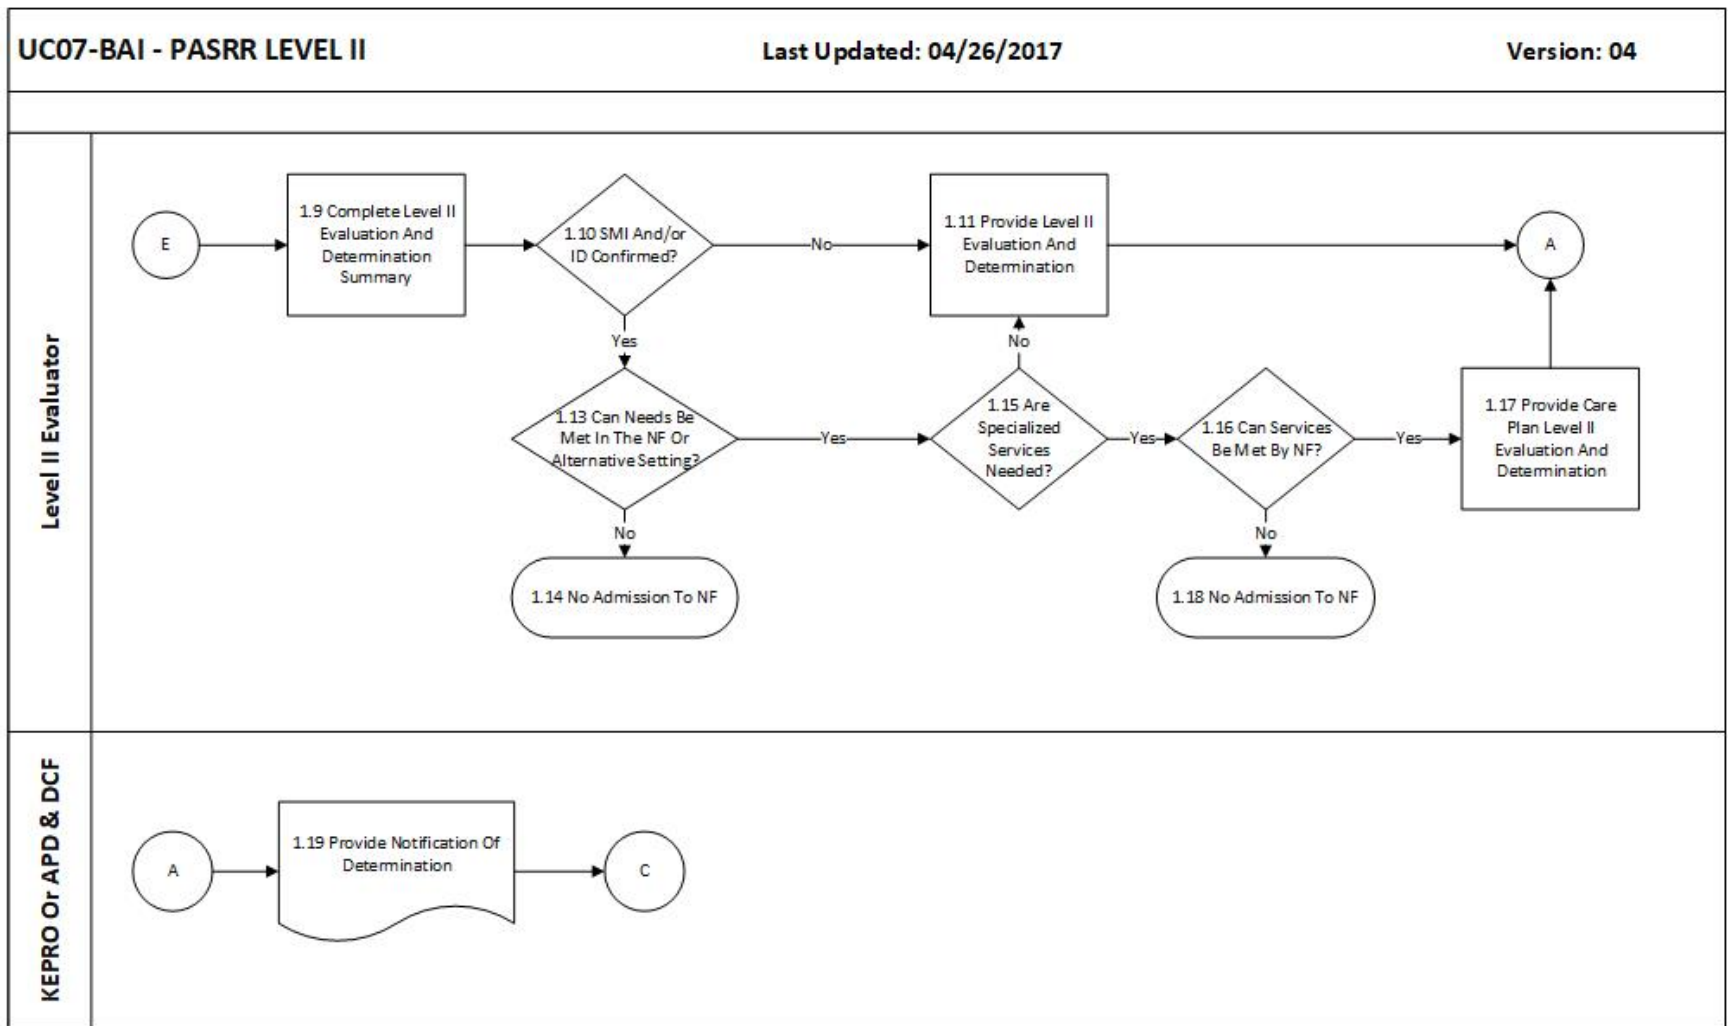 UC07-BAI - PASRR LEVEL II
Last Updated: 04/26/2017
Version: 04
Level II Evaluator
E
1.9 Complete Level II
Evaluation And
Determination
Summary
1.10 SMI And/or
ID Confirmed?
No
1.11 Provide Level II
Evaluation And
Determination
A
Yes
No
1.13 Can Needs Be
Met In The NF Or
Alternative Setting?
Yes
1.15 Are
Specialized
Services
Needed?
Yes
1.16 Can Services
Be Met By NF?
Yes
1.17 Provide Care
Plan Level II
Evaluation And
Determination
No
No
1.14 No Admission To NF
1.18 No Admission To NF
KEPRO Or APD & DCF
A
1.19 Provide Notification Of
Determination
C